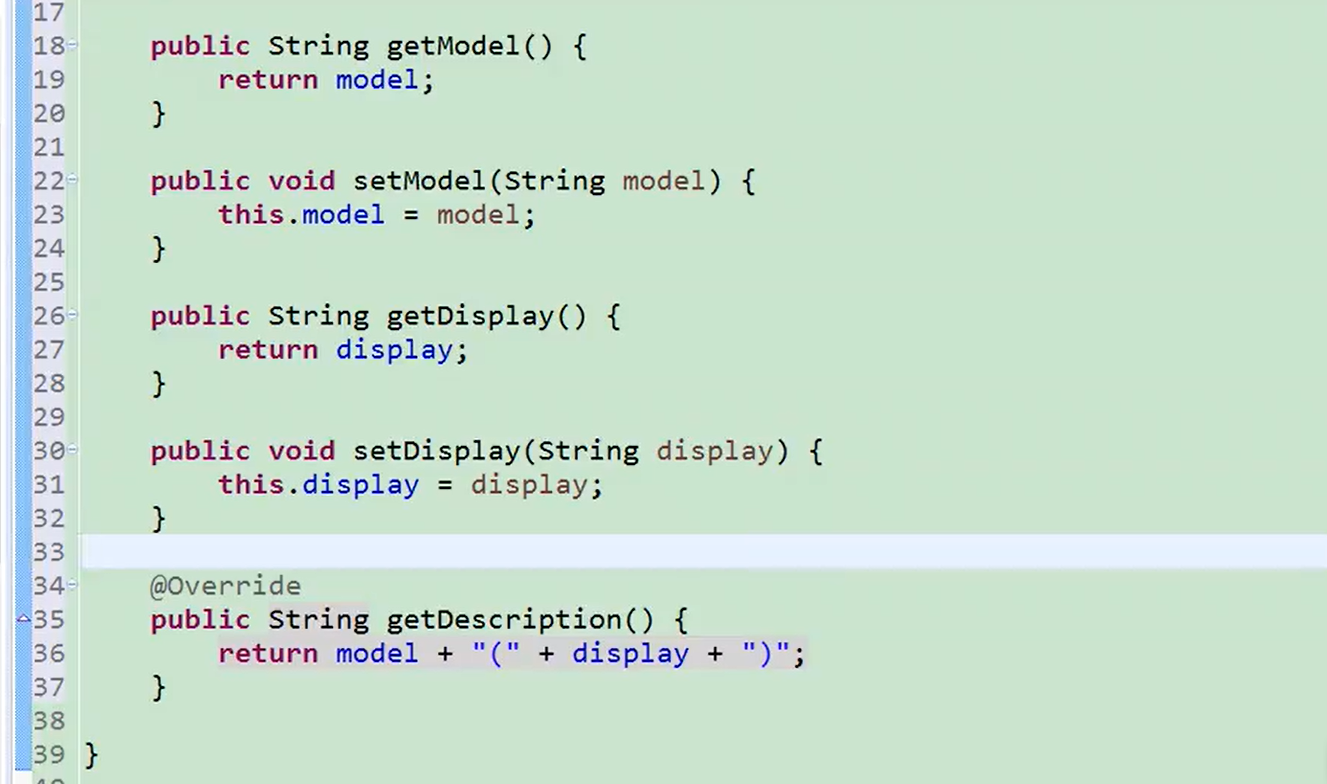 17
18 public String getModel() {
19 return model;
20 }
21
22 public void setModel(String model) {
23 this.model = model;
24 }
25
26 public String getDisplay() {
27 return display;
28 }
29
30 public void setDisplay(String display) {
31 this.display = display;
32 }
33
34 @Override
35 public String getDescription() {
36 return model + "(" + display + ")";
37 }
38
39 }
40